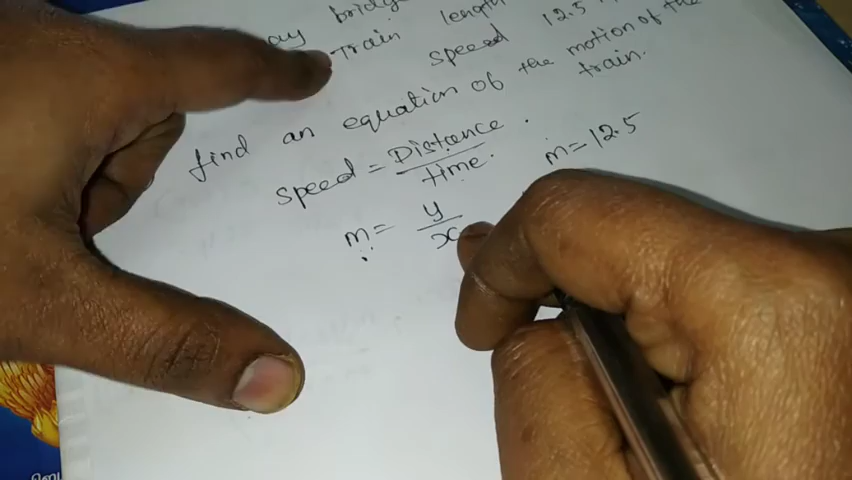 ay bridge
Train length
speed 12.5
find an equation of the motion of the
train.
speed = Distance / time.
m = 12.5
m = y / x